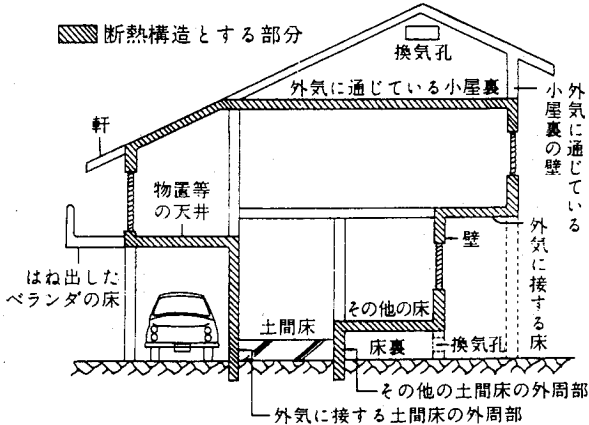 断熱構造とする部分
換気孔
外気に通じている小屋裏
外気に通じている
小屋裏の壁
軒
物置等
の天井
壁
外気に接する床
はね出した
ベランダの床
その他の床
土間床
床裏
換気孔
その他の土間床の外周部
外気に接する土間床の外周部